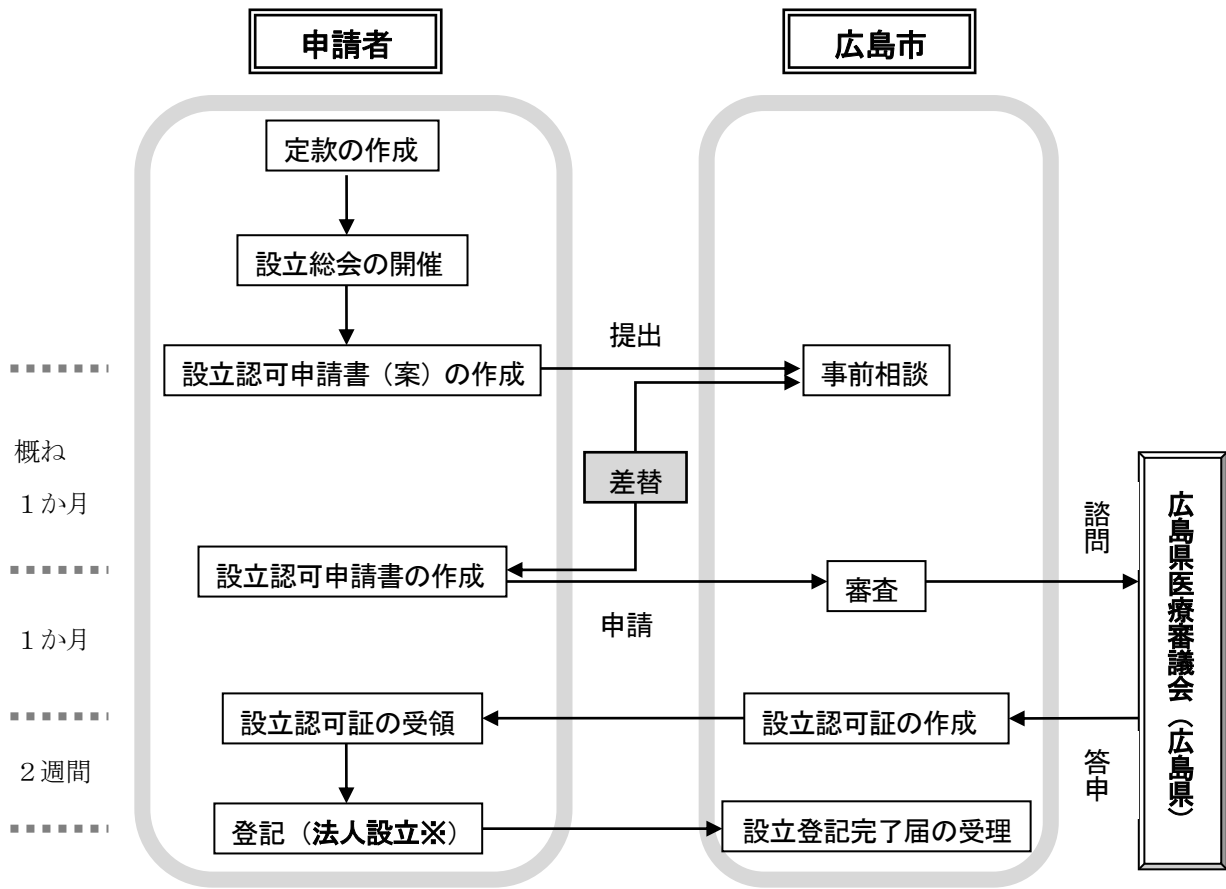 申請者
広島市
定款の作成
設立総会の開催
提出
設立認可申請書（案）の作成
事前相談
概ね
１か月
差替
諮問
広島県医療審議会（広島県）
設立認可申請書の作成
審査
申請
１か月
設立認可証の受領
設立認可証の作成
答申
２週間
登記（法人設立※）
設立登記完了届の受理